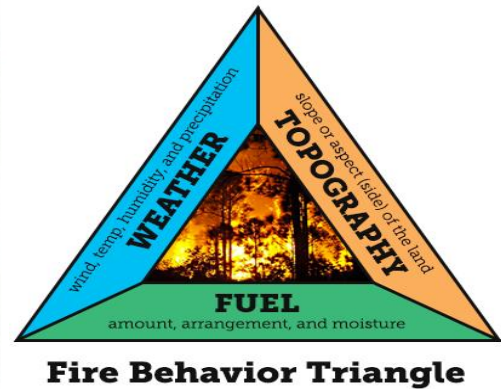 wind, temp, humidity, and precipitation
WEATHER
slope or aspect (side) of the land
TOPOGRAPHY
FUEL
amount, arrangement, and moisture
Fire Behavior Triangle